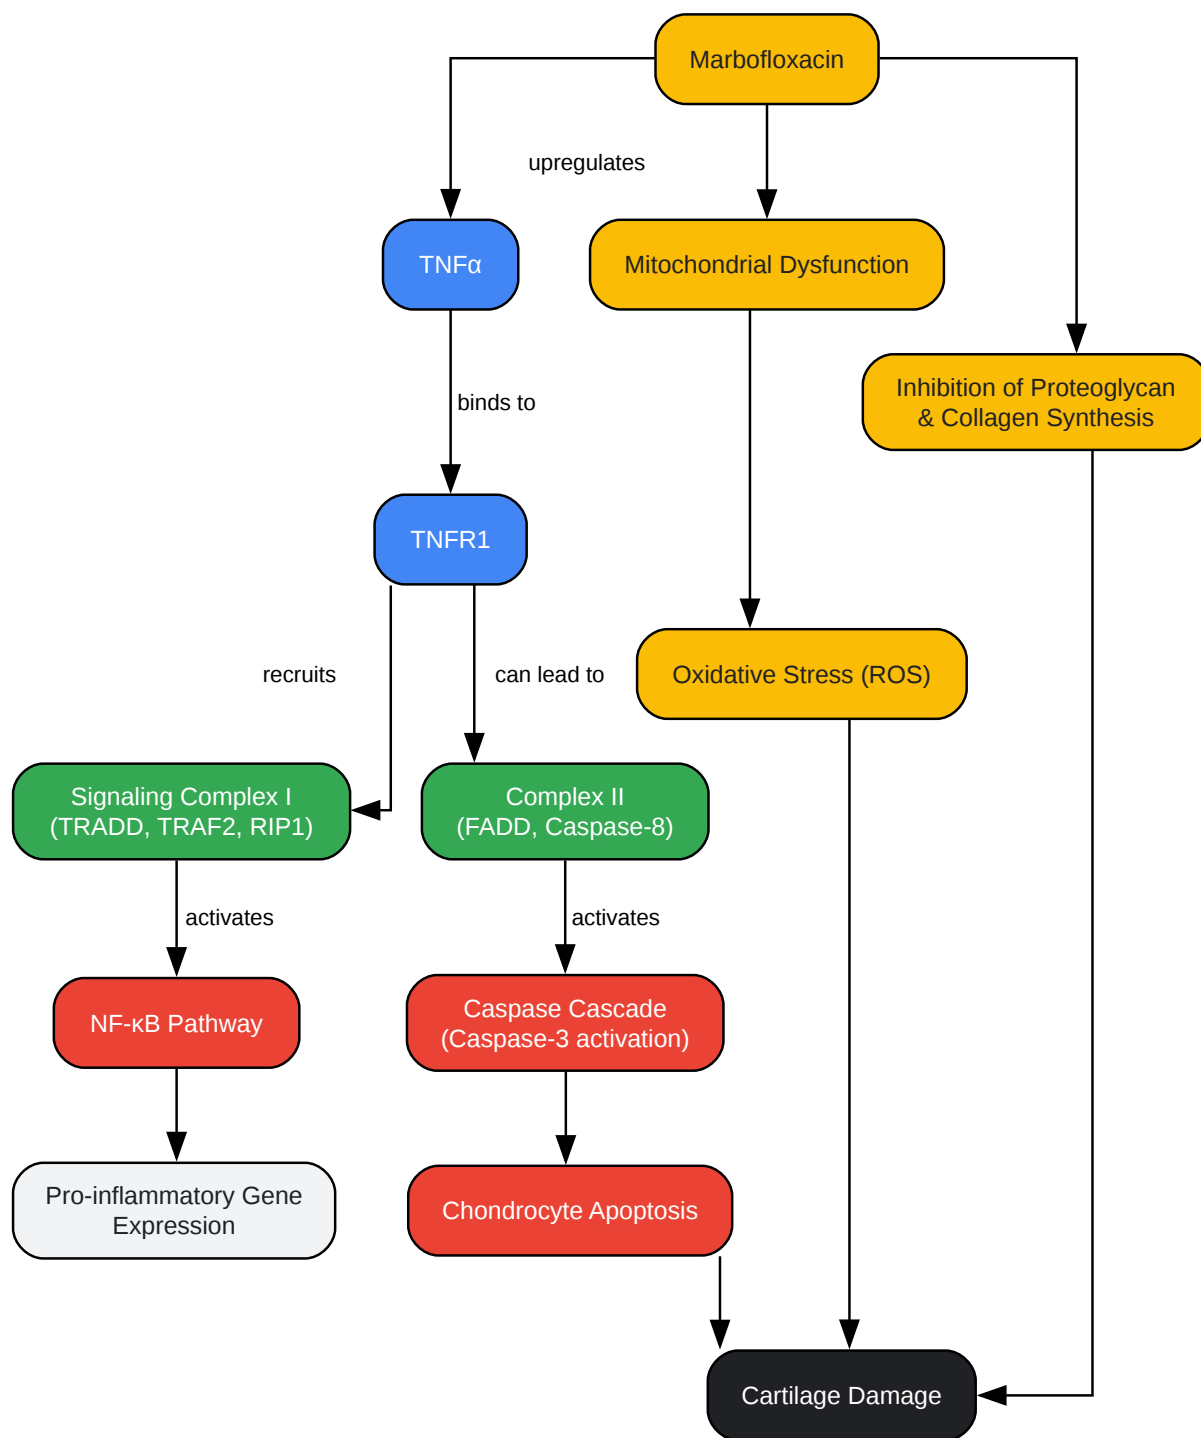 Marbofloxacin
upregulates
TNFα
Mitochondrial Dysfunction
Inhibition of Proteoglycan
& Collagen Synthesis
binds to
TNFR1
recruits
can lead to
Oxidative Stress (ROS)
Signaling Complex I
(TRADD, TRAF2, RIP1)
Complex II
(FADD, Caspase-8)
activates
activates
NF-κB Pathway
Caspase Cascade
(Caspase-3 activation)
Pro-inflammatory Gene
Expression
Chondrocyte Apoptosis
Cartilage Damage